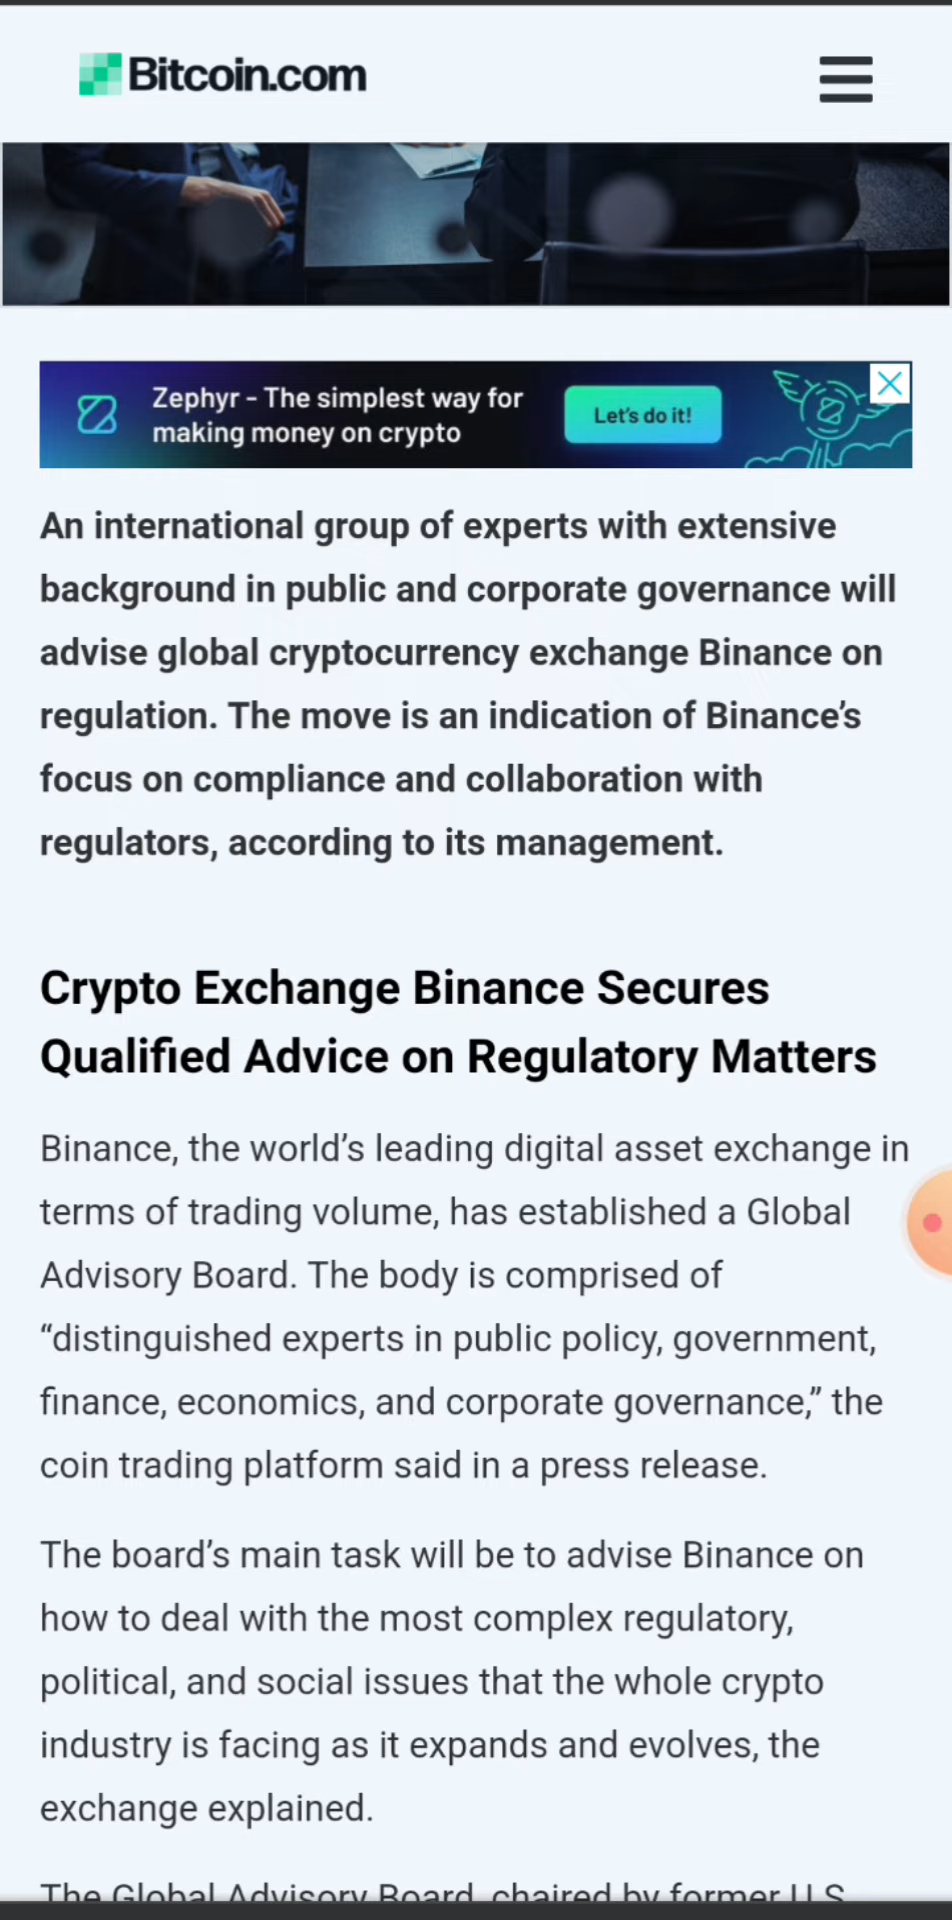 Bitcoin.com
Zephyr - The simplest way for
making money on crypto
Let's do it!
An international group of experts with extensive
background in public and corporate governance will
advise global cryptocurrency exchange Binance on
regulation. The move is an indication of Binance’s
focus on compliance and collaboration with
regulators, according to its management.
Crypto Exchange Binance Secures
Qualified Advice on Regulatory Matters
Binance, the world’s leading digital asset exchange in
terms of trading volume, has established a Global
Advisory Board. The body is comprised of
“distinguished experts in public policy, government,
finance, economics, and corporate governance,” the
coin trading platform said in a press release.
The board’s main task will be to advise Binance on
how to deal with the most complex regulatory,
political, and social issues that the whole crypto
industry is facing as it expands and evolves, the
exchange explained.
The Global Advisory Board, chaired by former U.S.